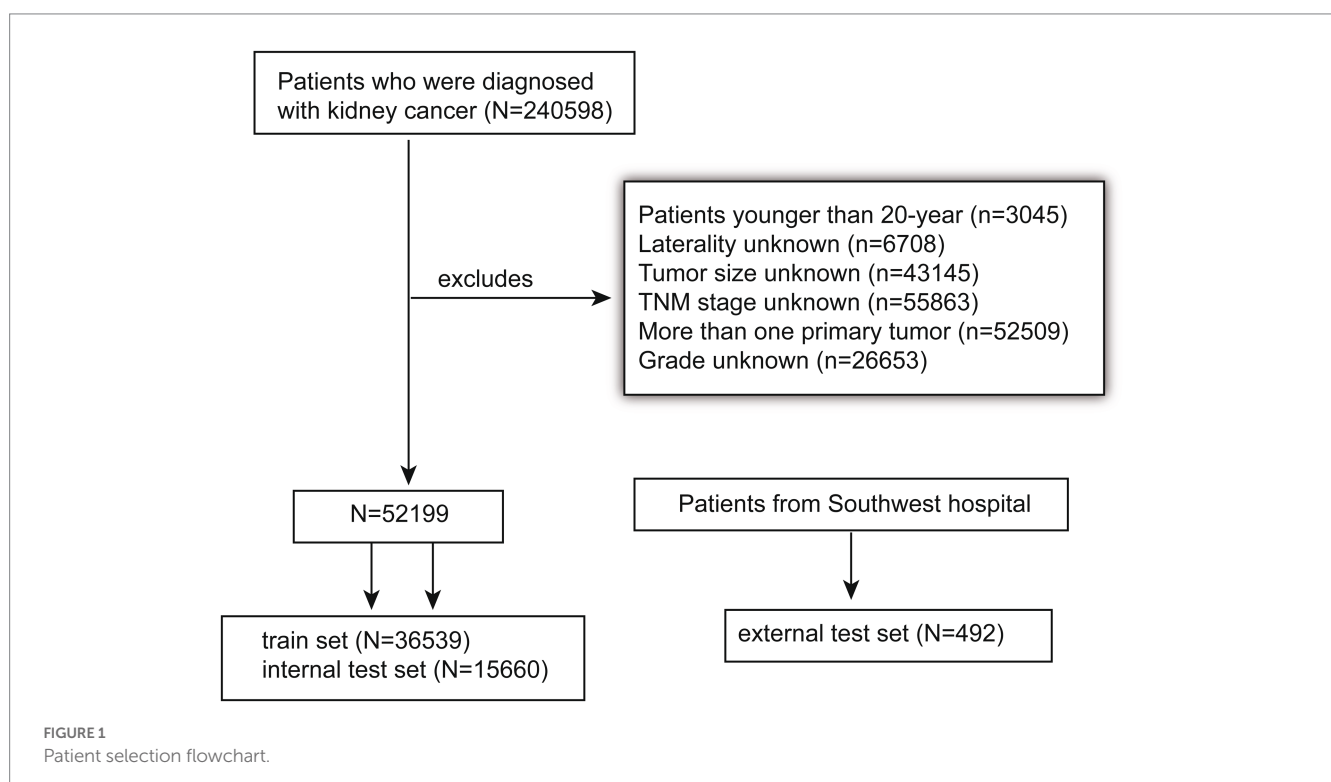 Patients who were diagnosed
with kidney cancer (N=240598)
excludes
Patients younger than 20-year (n=3045)
Laterality unknown (n=6708)
Tumor size unknown (n=43145)
TNM stage unknown (n=55863)
More than one primary tumor (n=52509)
Grade unknown (n=26653)
N=52199
Patients from Southwest hospital
train set (N=36539)
internal test set (N=15660)
external test set (N=492)
FIGURE 1
Patient selection flowchart.